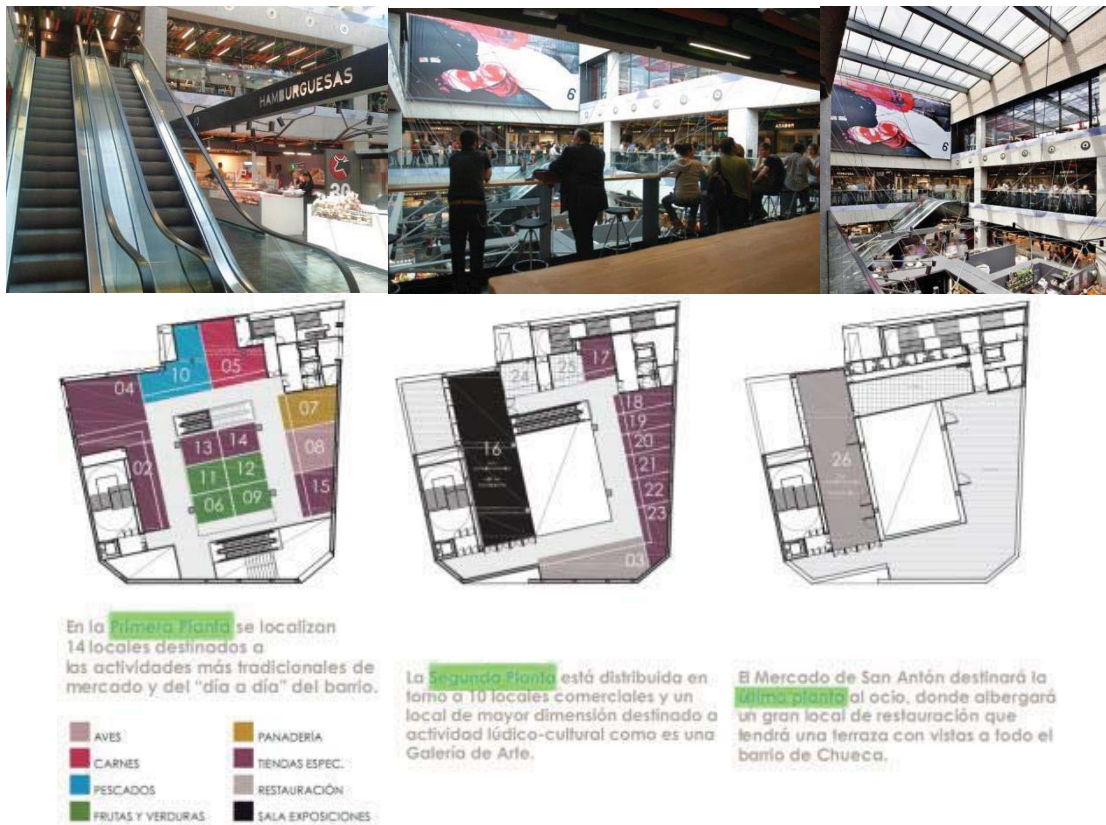 HAMBURGUESAS
30
6
6
04
10
05
07
13
14
08
02
11
12
15
06
09
24
25
17
18
19
20
21
22
23
16
03
26
En la Primera Planta se localizan
14 locales destinados a
las actividades más tradicionales de
mercado y del "día a día" del barrio.
La Segunda Planta está distribuida en
torno a 10 locales comerciales y un
local de mayor dimensión destinado a
actividad lúdico-cultural como es una
Galería de Arte.
El Mercado de San Antón destinará la
última planta al ocio, donde albergará
un gran local de restauración que
tendrá una terraza con vistas a todo el
barrio de Chueca.
AVES
CARNES
PESCADOS
FRUTAS Y VERDURAS
PANADERÍA
TIENDAS ESPEC.
RESTAURACIÓN
SALA EXPOSICIONES